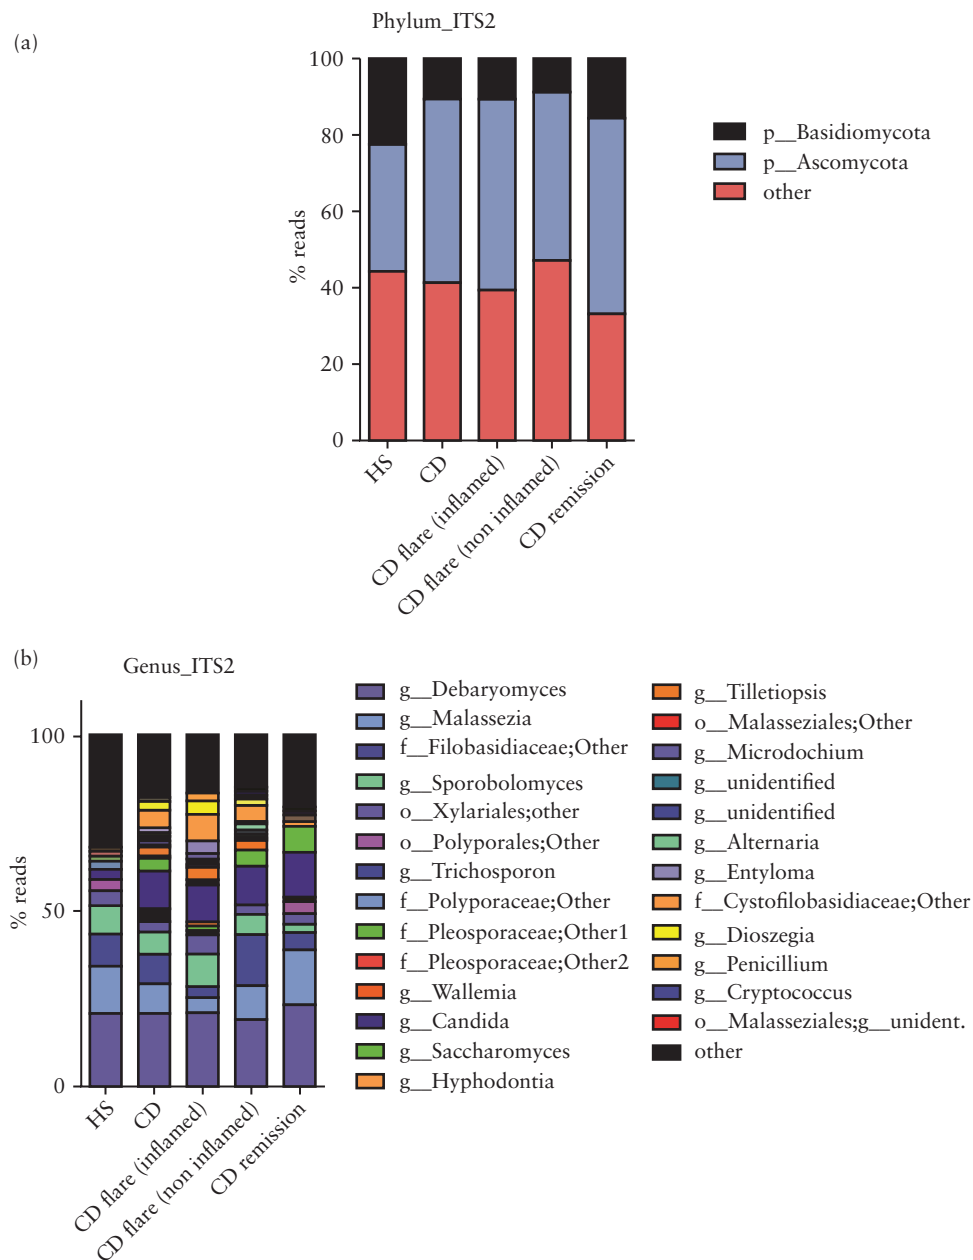 (a)
Phylum_ITS2
100
80
60
40
20
0
% reads
HS
CD
CD flare (inflamed)
CD flare (non inflamed)
CD remission
p__Basidiomycota
p__Ascomycota
other
(b)
Genus_ITS2
100
50
0
% reads
HS
CD
CD flare (inflamed)
CD flare (non inflamed)
CD remission
g__Debaryomyces
g__Malassezia
f__Filobasidiaceae;Other
g__Sporobolomyces
o__Xylariales;other
o__Polyporales;Other
g__Trichosporon
f__Polyporaceae;Other
f__Pleosporaceae;Other1
f__Pleosporaceae;Other2
g__Wallemia
g__Candida
g__Saccharomyces
g__Hyphodontia
g__Tilletiopsis
o__Malasseziales;Other
g__Microdochium
g__unidentified
g__unidentified
g__Alternaria
g__Entyloma
f__Cystofilobasidiaceae;Other
g__Dioszegia
g__Penicillium
g__Cryptococcus
o__Malasseziales;g__unident.
other